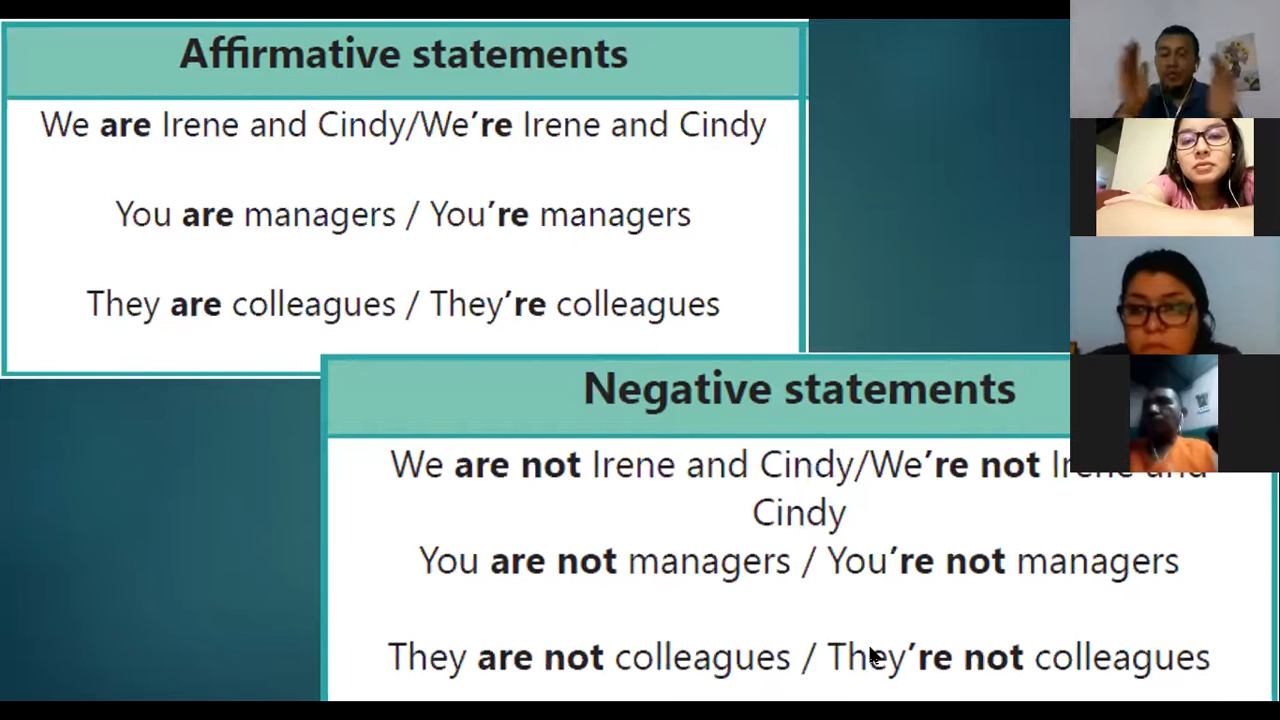 Affirmative statements
We are Irene and Cindy/We're Irene and Cindy
You are managers / You're managers
They are colleagues / They're colleagues
Negative statements
We are not Irene and Cindy/We're not Irene and
Cindy
You are not managers / You're not managers
They are not colleagues / They're not colleagues